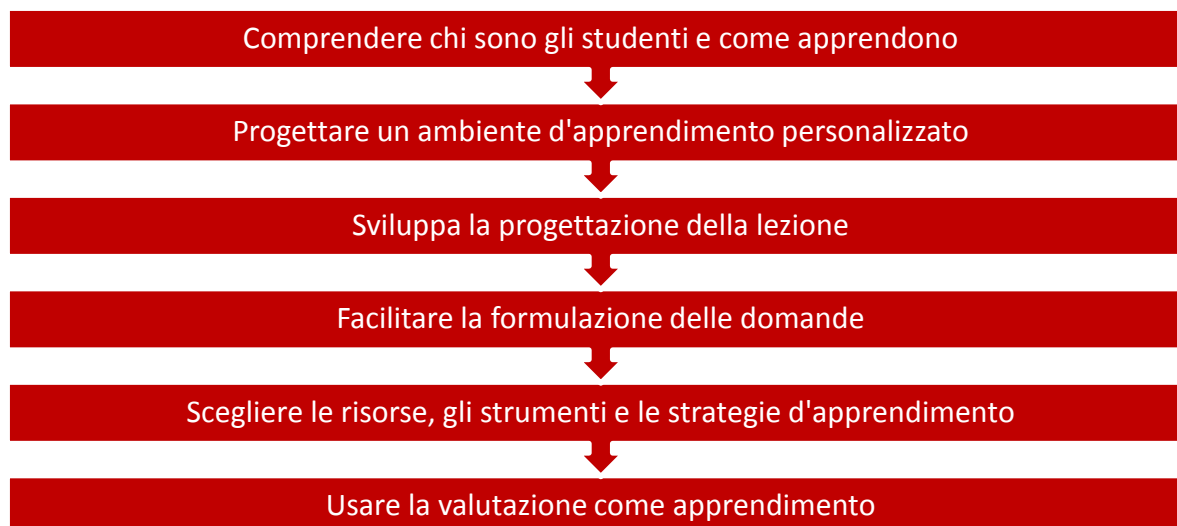 Comprendere chi sono gli studenti e come apprendono
Progettare un ambiente d'apprendimento personalizzato
Sviluppa la progettazione della lezione
Facilitare la formulazione delle domande
Scegliere le risorse, gli strumenti e le strategie d'apprendimento
Usare la valutazione come apprendimento